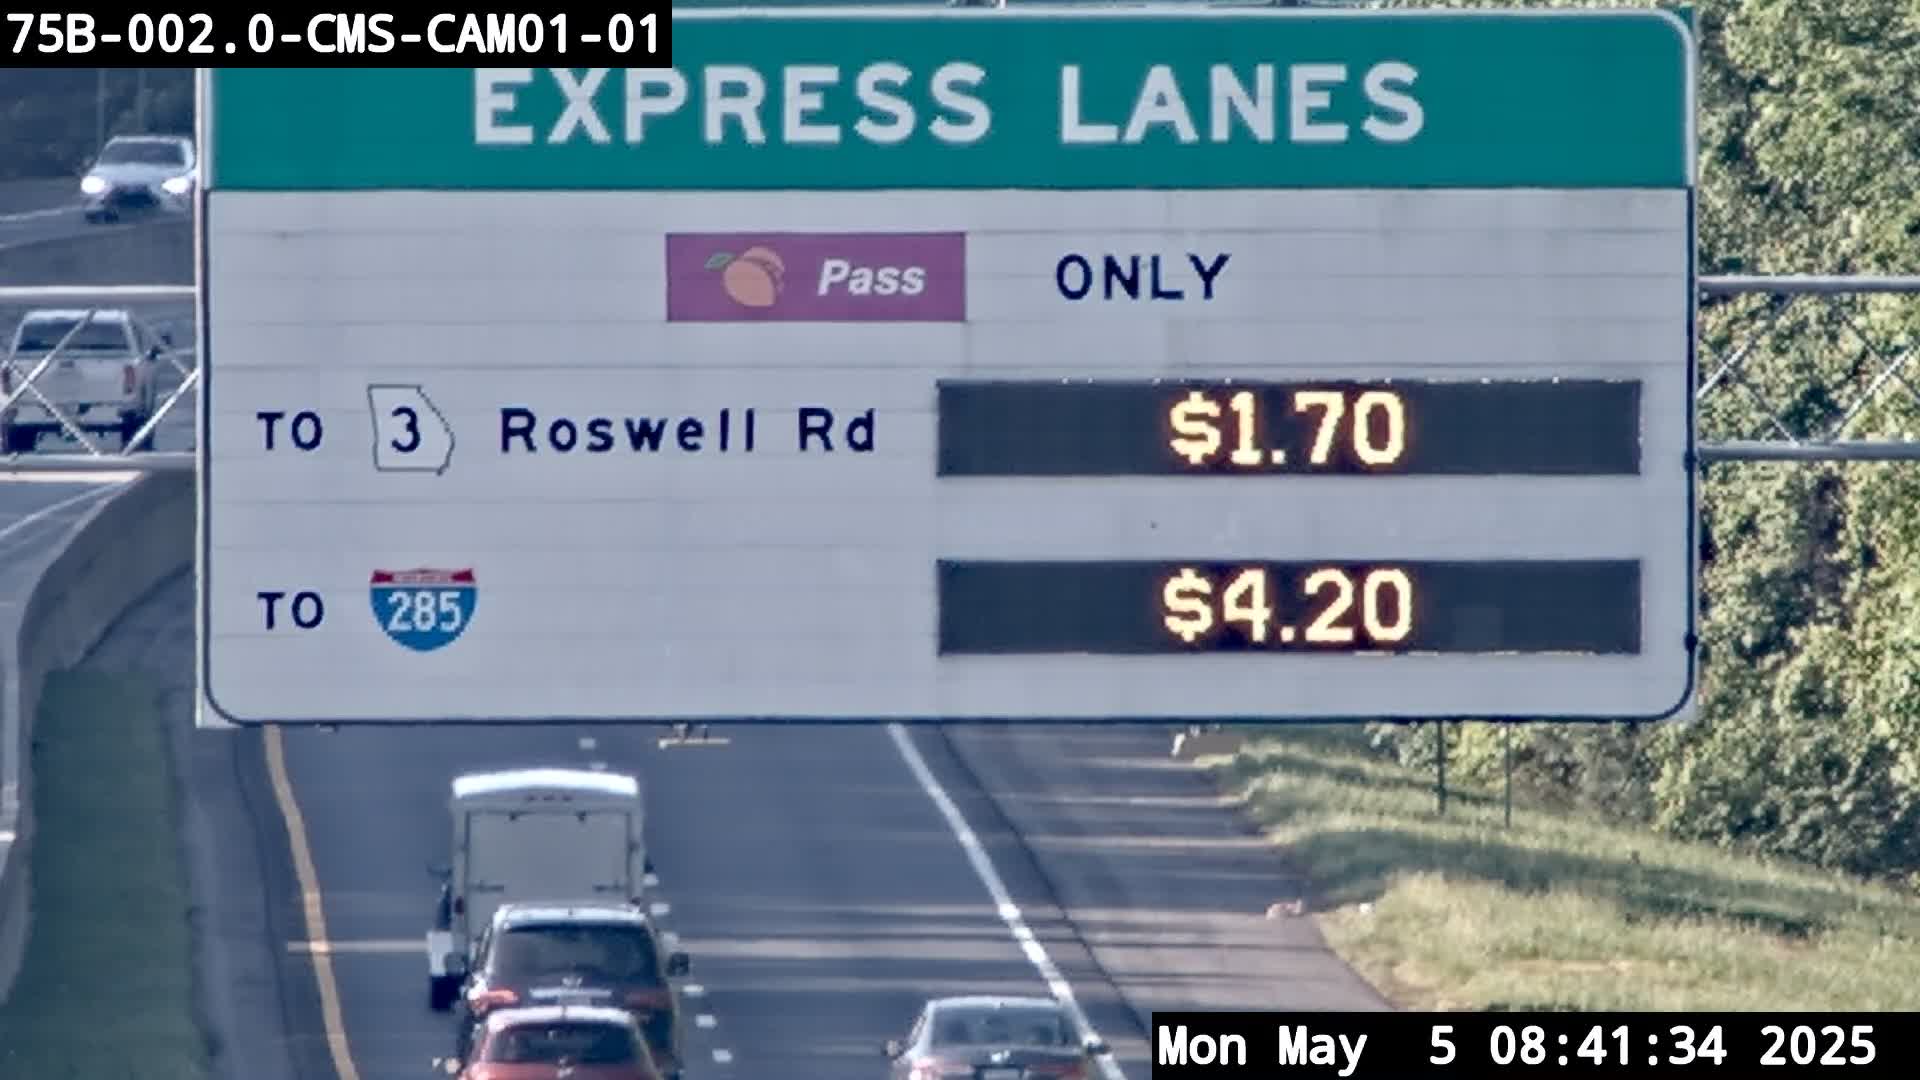 75B-002.0-CMS-CAM01-01
EXPRESS LANES
Pass ONLY
TO 3 Roswell Rd $1.70
TO 285 $4.20
Mon May 5 08:41:34 2025